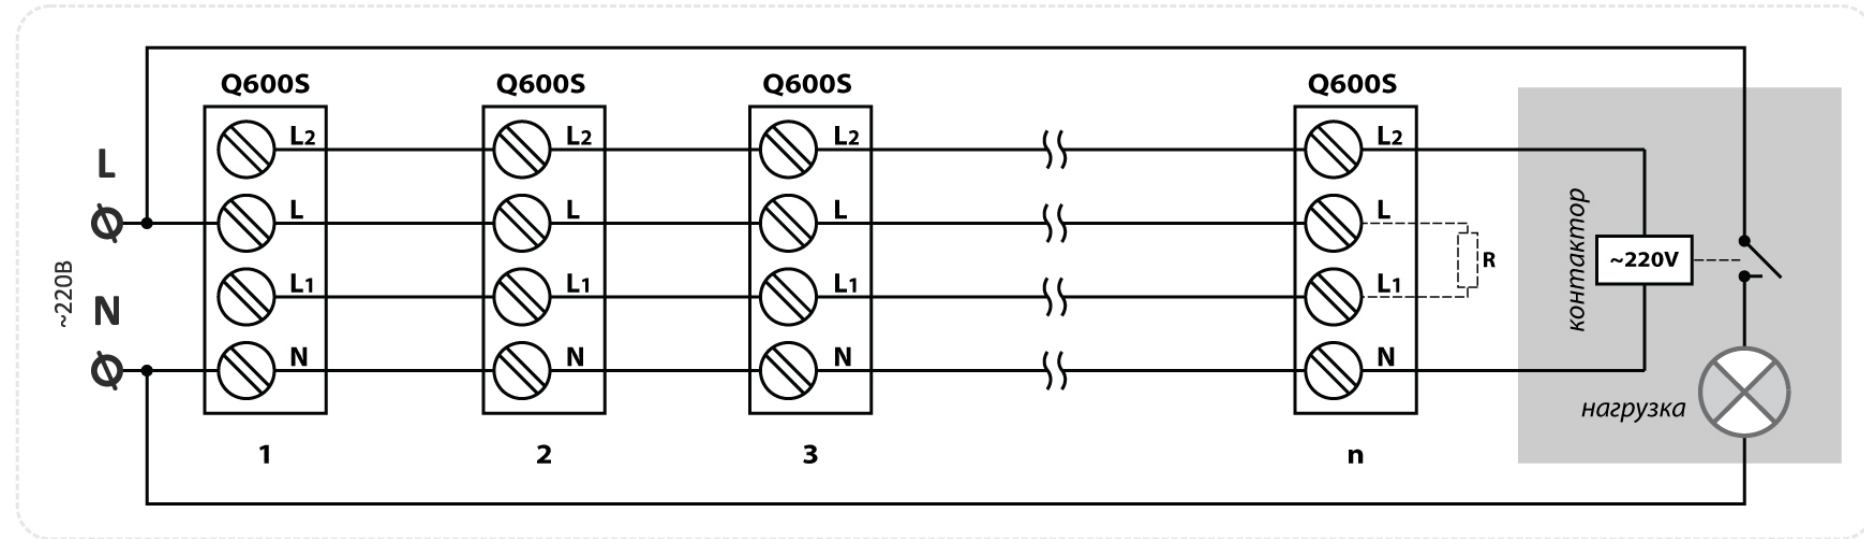 Q600S Q600S Q600S Q600S
L2 L2 L2 L2
L
L L L L
~220В
контактор
~220V
R
L1 L1 L1 L1
N
N N N N
нагрузка
1 2 3 n